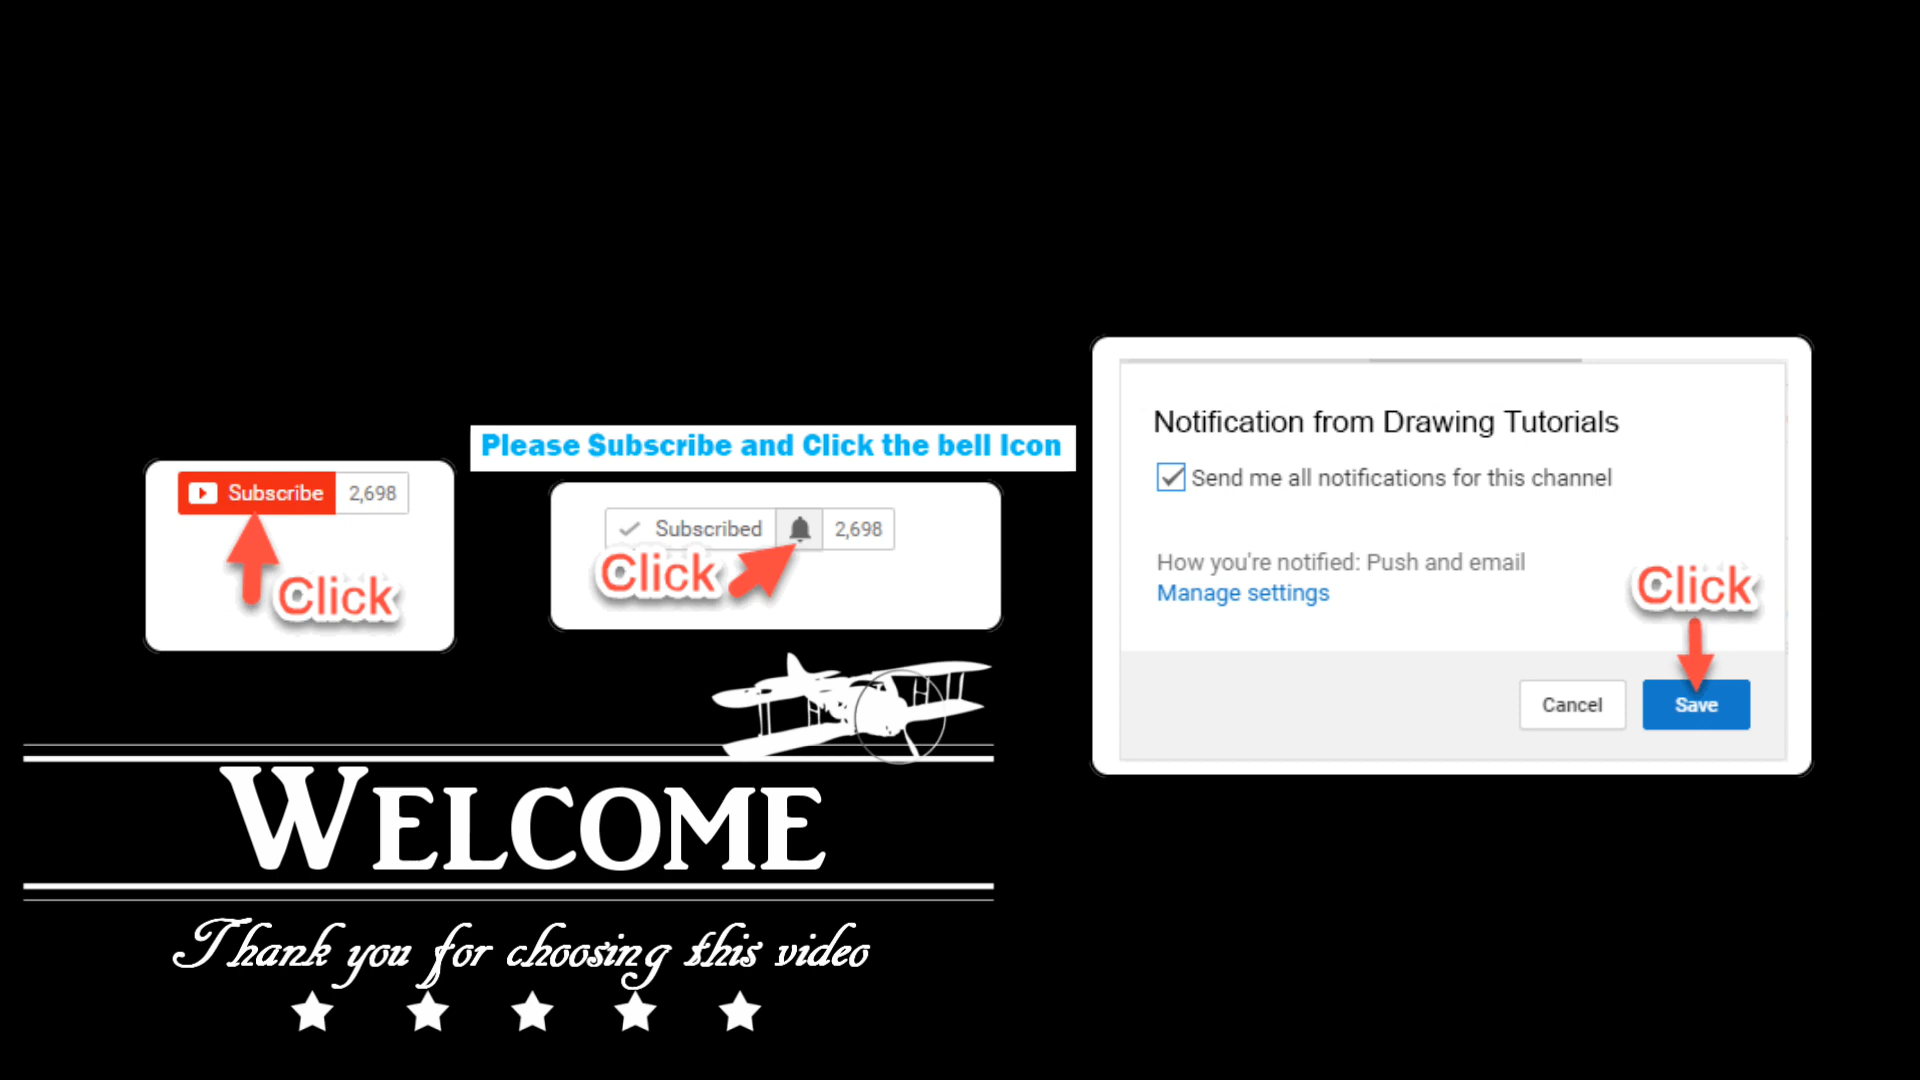 Please Subscribe and Click the bell Icon
Subscribe 2,698
Click
Subscribed 2,698
Click
Notification from Drawing Tutorials
Send me all notifications for this channel
How you're notified: Push and email
Manage settings
Click
Cancel Save
WELCOME
Thank you for choosing this video